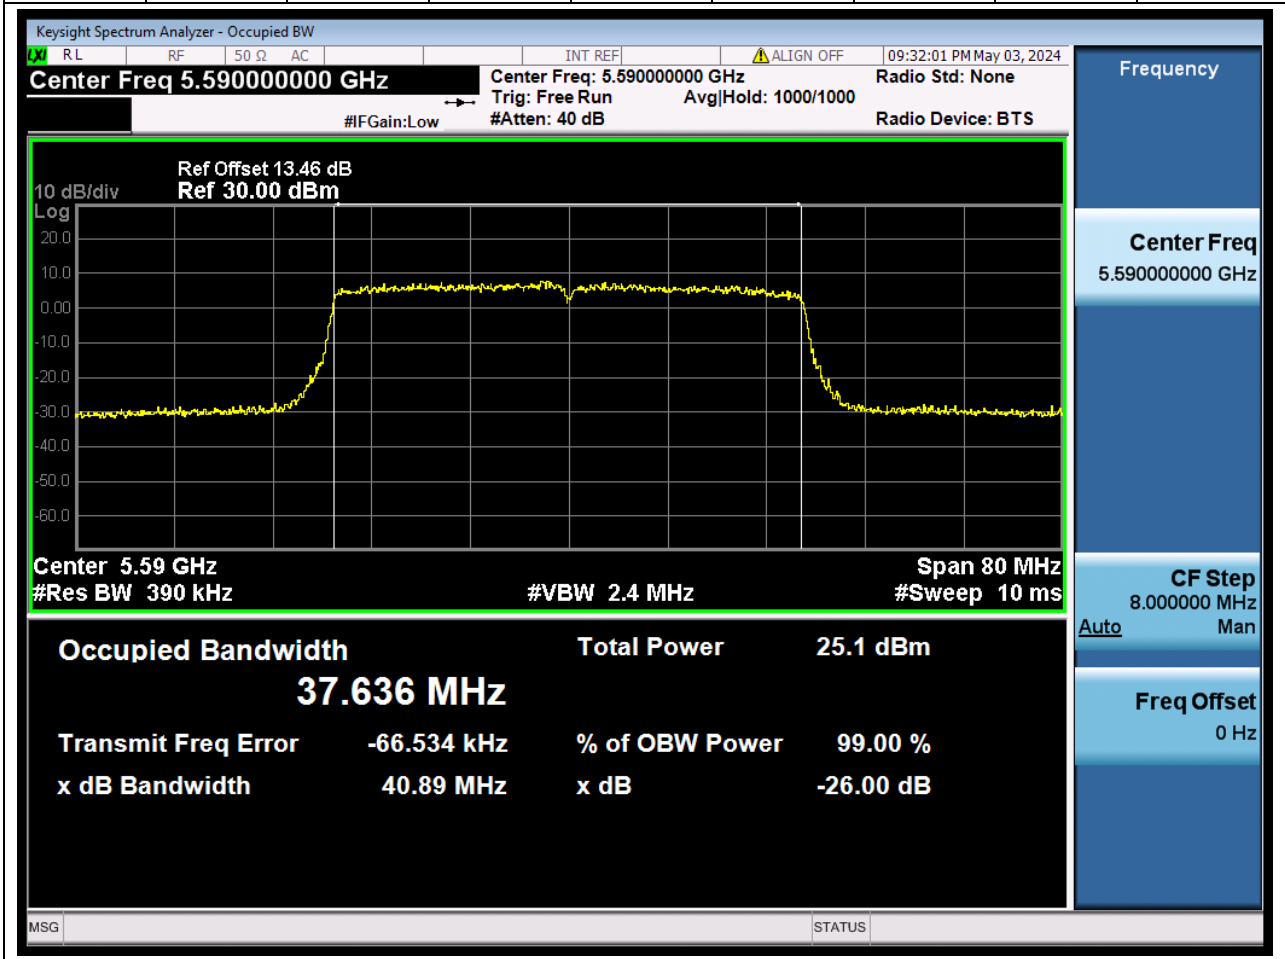 Keysight Spectrum Analyzer - Occupied BW
LXI RL RF 50 Ω AC INT REF ALIGN OFF 09:32:01 PM May 03, 2024
Center Freq 5.590000000 GHz
Center Freq: 5.590000000 GHz
Radio Std: None
Trig: Free Run Avg|Hold: 1000/1000
#IFGain:Low
#Atten: 40 dB
Radio Device: BTS
Ref Offset 13.46 dB
10 dB/div Ref 30.00 dBm
Log
20.0
10.0
0.00
-10.0
-20.0
-30.0
-40.0
-50.0
-60.0
Center 5.59 GHz Span 80 MHz
#Res BW 390 kHz #VBW 2.4 MHz #Sweep 10 ms
Occupied Bandwidth Total Power 25.1 dBm
37.636 MHz
Transmit Freq Error -66.534 kHz % of OBW Power 99.00 %
x dB Bandwidth 40.89 MHz x dB -26.00 dB
MSG STATUS
Frequency
Center Freq
5.590000000 GHz
CF Step
8.000000 MHz
Auto Man
Freq Offset
0 Hz